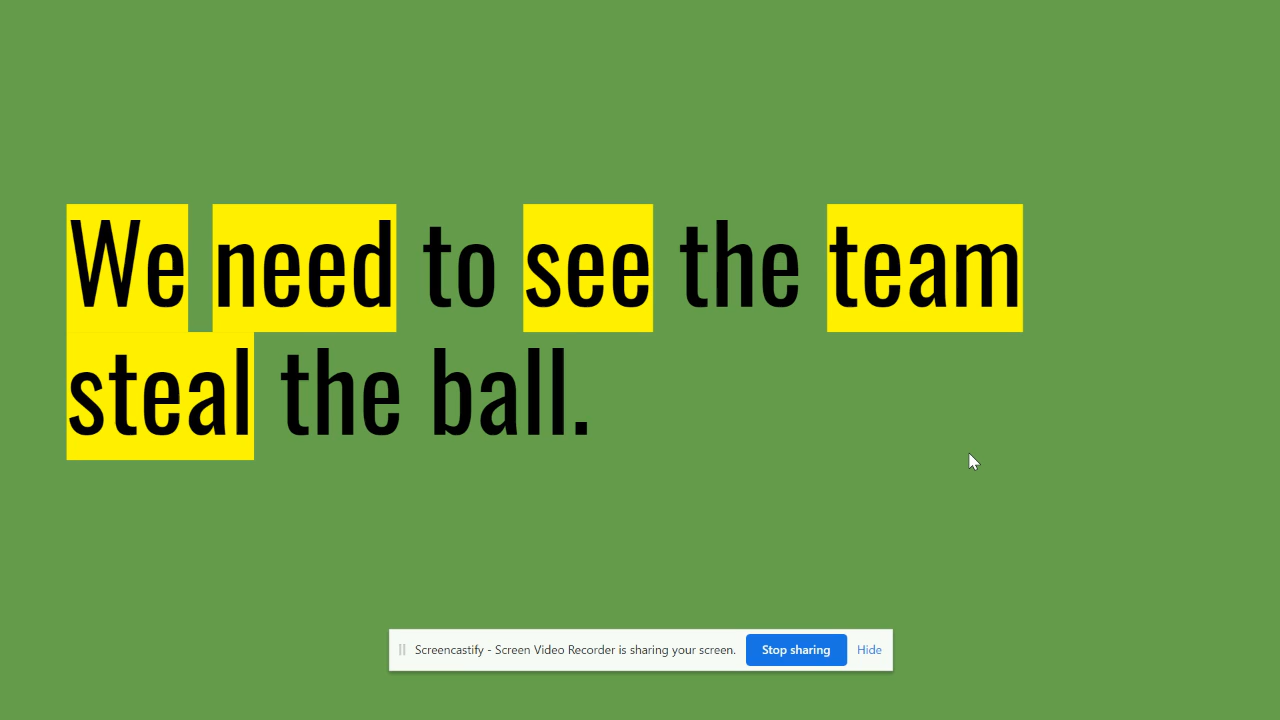 We need to see the team
steal the ball.
Screencastify - Screen Video Recorder is sharing your screen. Stop sharing Hide